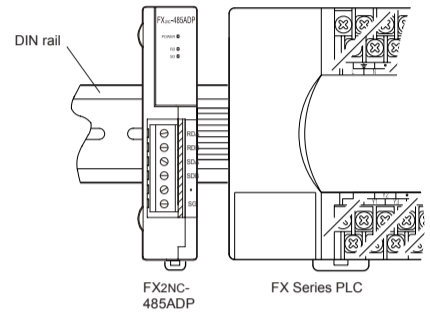 FX2NC-485ADP
POWER
RD
SD
DIN rail
RDA
RDB
SDA
SDB
SG
FX2NC-
485ADP
FX Series PLC